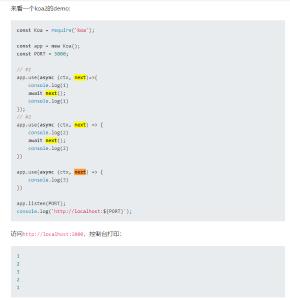 来看一个koa2的demo:
const Koa = require('koa');
const app = new Koa();
const PORT = 3000;
// #1
app.use(async (ctx, next)=>{
console.log(1)
await next();
console.log(1)
});
// #2
app.use(async (ctx, next) => {
console.log(2)
await next();
console.log(2)
})
app.use(async (ctx, next) => {
console.log(3)
})
app.listen(PORT);
console.log(`http://localhost:${PORT}`);
访问http://localhost:3000，控制台打印：
1
2
3
2
1